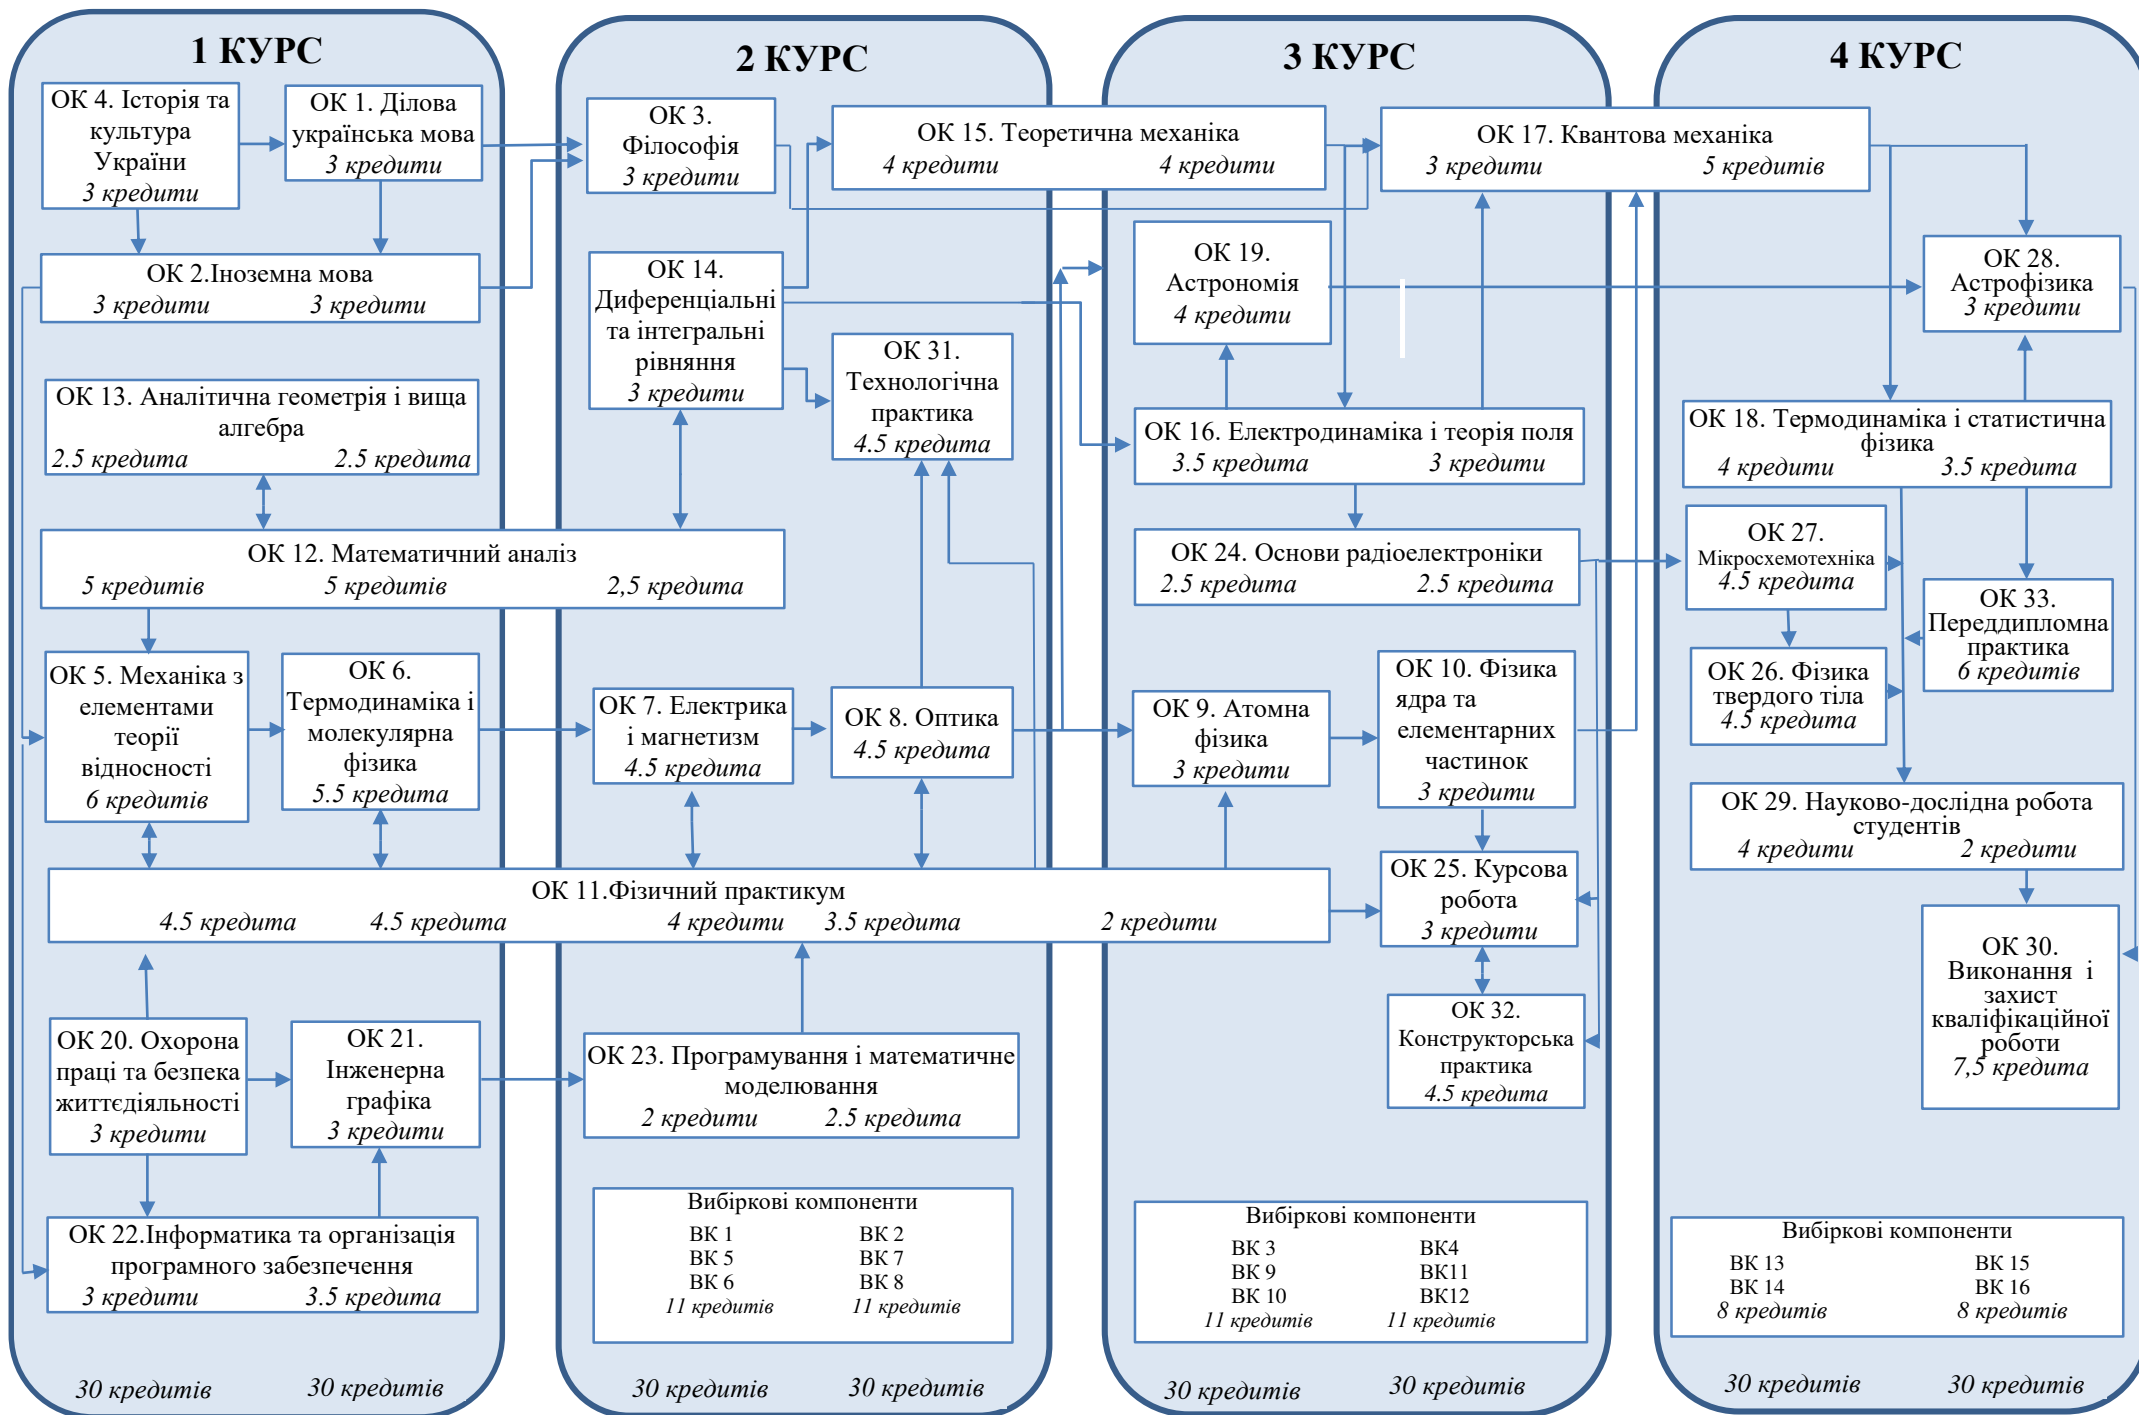 1 КУРС
ОК 4. Історія та
культура
України
3 кредити
ОК 1. Ділова
українська мова
3 кредити
ОК 2.Іноземна мова
3 кредити 3 кредити
ОК 13. Аналітична геометрія і вища
алгебра
2.5 кредита 2.5 кредита
ОК 12. Математичний аналіз
5 кредитів 5 кредитів 2,5 кредита
ОК 5. Механіка з
елементами
теорії
відносності
6 кредитів
ОК 6.
Термодинаміка і
молекулярна
фізика
5.5 кредита
ОК 11.Фізичний практикум
4.5 кредита 4.5 кредита 4 кредити 3.5 кредита 2 кредити
ОК 20. Охорона
праці та безпека
життєдіяльності
3 кредити
ОК 21.
Інженерна
графіка
3 кредити
ОК 22.Інформатика та організація
програмного забезпечення
3 кредити 3.5 кредита
30 кредитів 30 кредитів
2 КУРС
ОК 3.
Філософія
3 кредити
ОК 15. Теоретична механіка
4 кредити 4 кредити
ОК 14.
Диференціальні
та інтегральні
рівняння
3 кредити
ОК 31.
Технологічна
практика
4.5 кредита
ОК 7. Електрика
і магнетизм
4.5 кредита
ОК 8. Оптика
4.5 кредита
ОК 23. Програмування і математичне
моделювання
2 кредити 2.5 кредита
Вибіркові компоненти
ВК 1 ВК 2
ВК 5 ВК 7
ВК 6 ВК 8
11 кредитів 11 кредитів
30 кредитів 30 кредитів
3 КУРС
ОК 17. Квантова механіка
3 кредити 5 кредитів
ОК 19.
Астрономія
4 кредити
ОК 16. Електродинаміка і теорія поля
3.5 кредита 3 кредити
ОК 24. Основи радіоелектроніки
2.5 кредита 2.5 кредита
ОК 9. Атомна
фізика
3 кредити
ОК 10. Фізика
ядра та
елементарних
частинок
3 кредити
ОК 25. Курсова
робота
3 кредити
ОК 32.
Конструкторська
практика
4.5 кредита
Вибіркові компоненти
ВК 3 ВК4
ВК 9 ВК11
ВК 10 ВК12
11 кредитів 11 кредитів
30 кредитів 30 кредитів
4 КУРС
ОК 28.
Астрофізика
3 кредити
ОК 18. Термодинаміка і статистична
фізика
4 кредити 3.5 кредита
ОК 27.
Мікросхемотехніка
4.5 кредита
ОК 33.
Переддипломна
практика
6 кредитів
ОК 26. Фізика
твердого тіла
4.5 кредита
ОК 29. Науково-дослідна робота
студентів
4 кредити 2 кредити
ОК 30.
Виконання і
захист
кваліфікаційної
роботи
7,5 кредита
Вибіркові компоненти
ВК 13 ВК 15
ВК 14 ВК 16
8 кредитів 8 кредитів
30 кредитів 30 кредитів